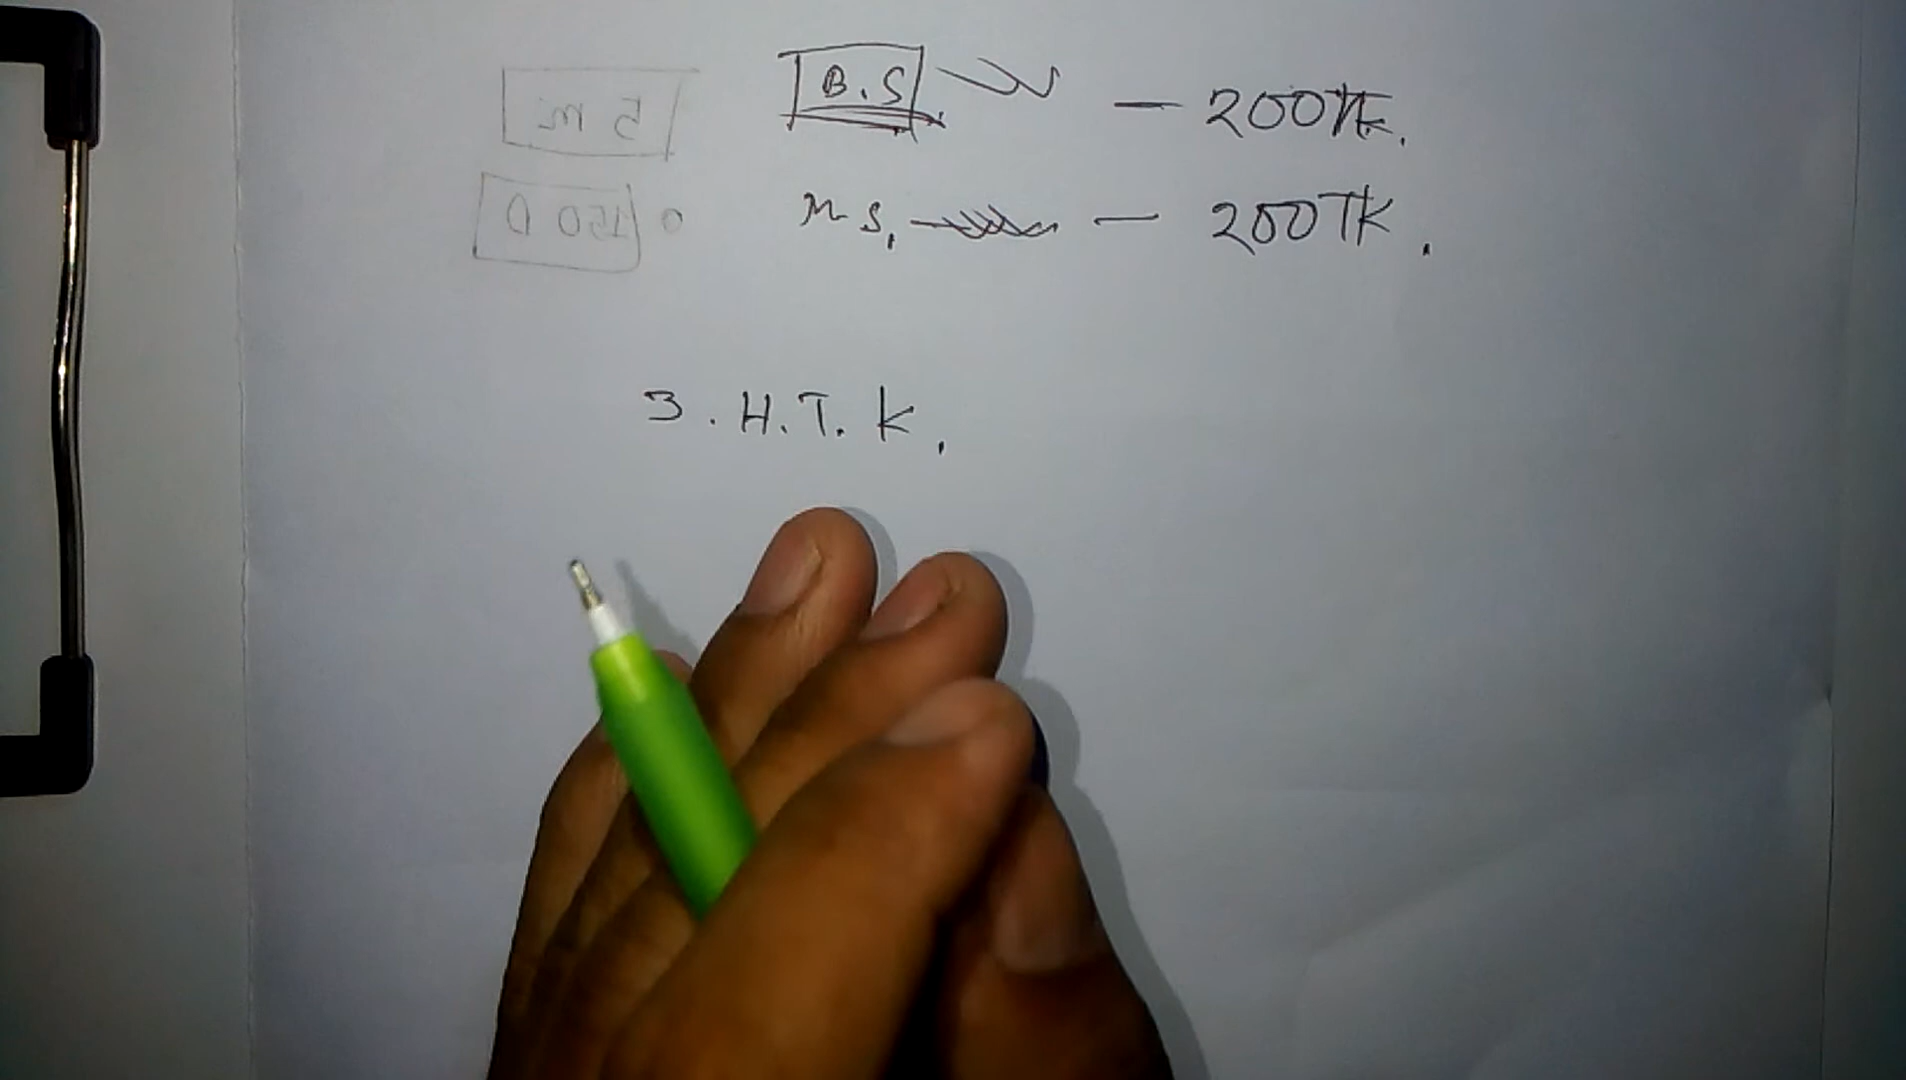 B.S. — 200TK.
M S, — 200TK.
3.H.T.K.